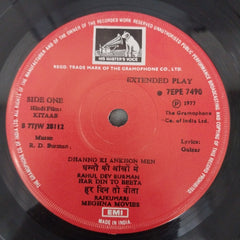 HIS MASTER'S VOICE
REGD. TRADE MARK OF THE GRAMOPHONE CO. LTD.
EXTENDED PLAY
SIDE ONE
7EPE 7490
Hindi Film:
KITAAB
℗ 1977
The Gramophone
Co. of India Ltd.
S 7TJW 28112
Music:
R. D. Burman
Lyrics:
Gulzar
DHANNO KI ANKHON MEN
धन्नो की आँखों में
RAHUL DEV BURMAN
HAR DIN TO BEETA
हर दिन तो बीता
RAJKUMARI
MEGHNA MOVIES
EMI
MADE IN INDIA